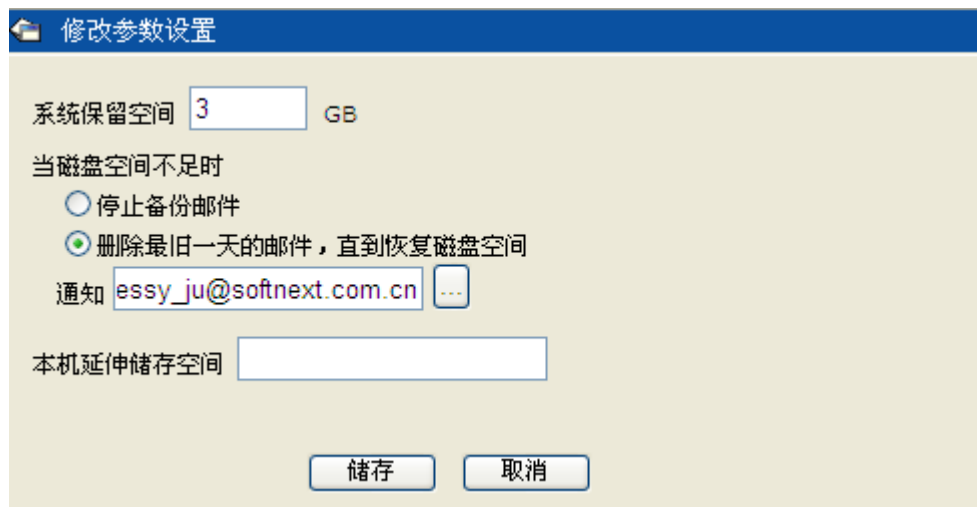 修改参数设置
系统保留空间 3 GB
当磁盘空间不足时
停止备份邮件
删除最旧一天的邮件，直到恢复磁盘空间
通知 essy_ju@softnext.com.cn ...
本机延伸储存空间
储存 取消